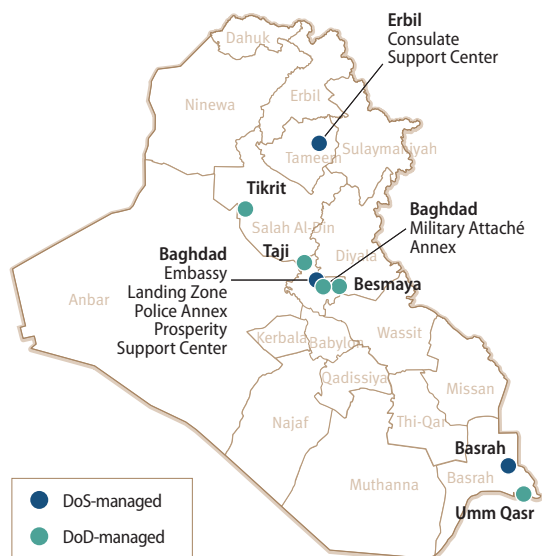 Erbil
Consulate
Support Center
Dahuk
Ninewa
Erbil
Tameem
Sulaymaniyah
Tikrit
Salah Al-Din
Baghdad
Military Attaché
Annex
Taji
Diyala
Baghdad
Embassy
Landing Zone
Police Annex
Prosperity
Support Center
Besmaya
Anbar
Wassit
Kerbala
Babylon
Qadissiya
Missan
Najaf
Thi-Qar
Basrah
Basrah
Muthanna
Umm Qasr
DoS-managed
DoD-managed